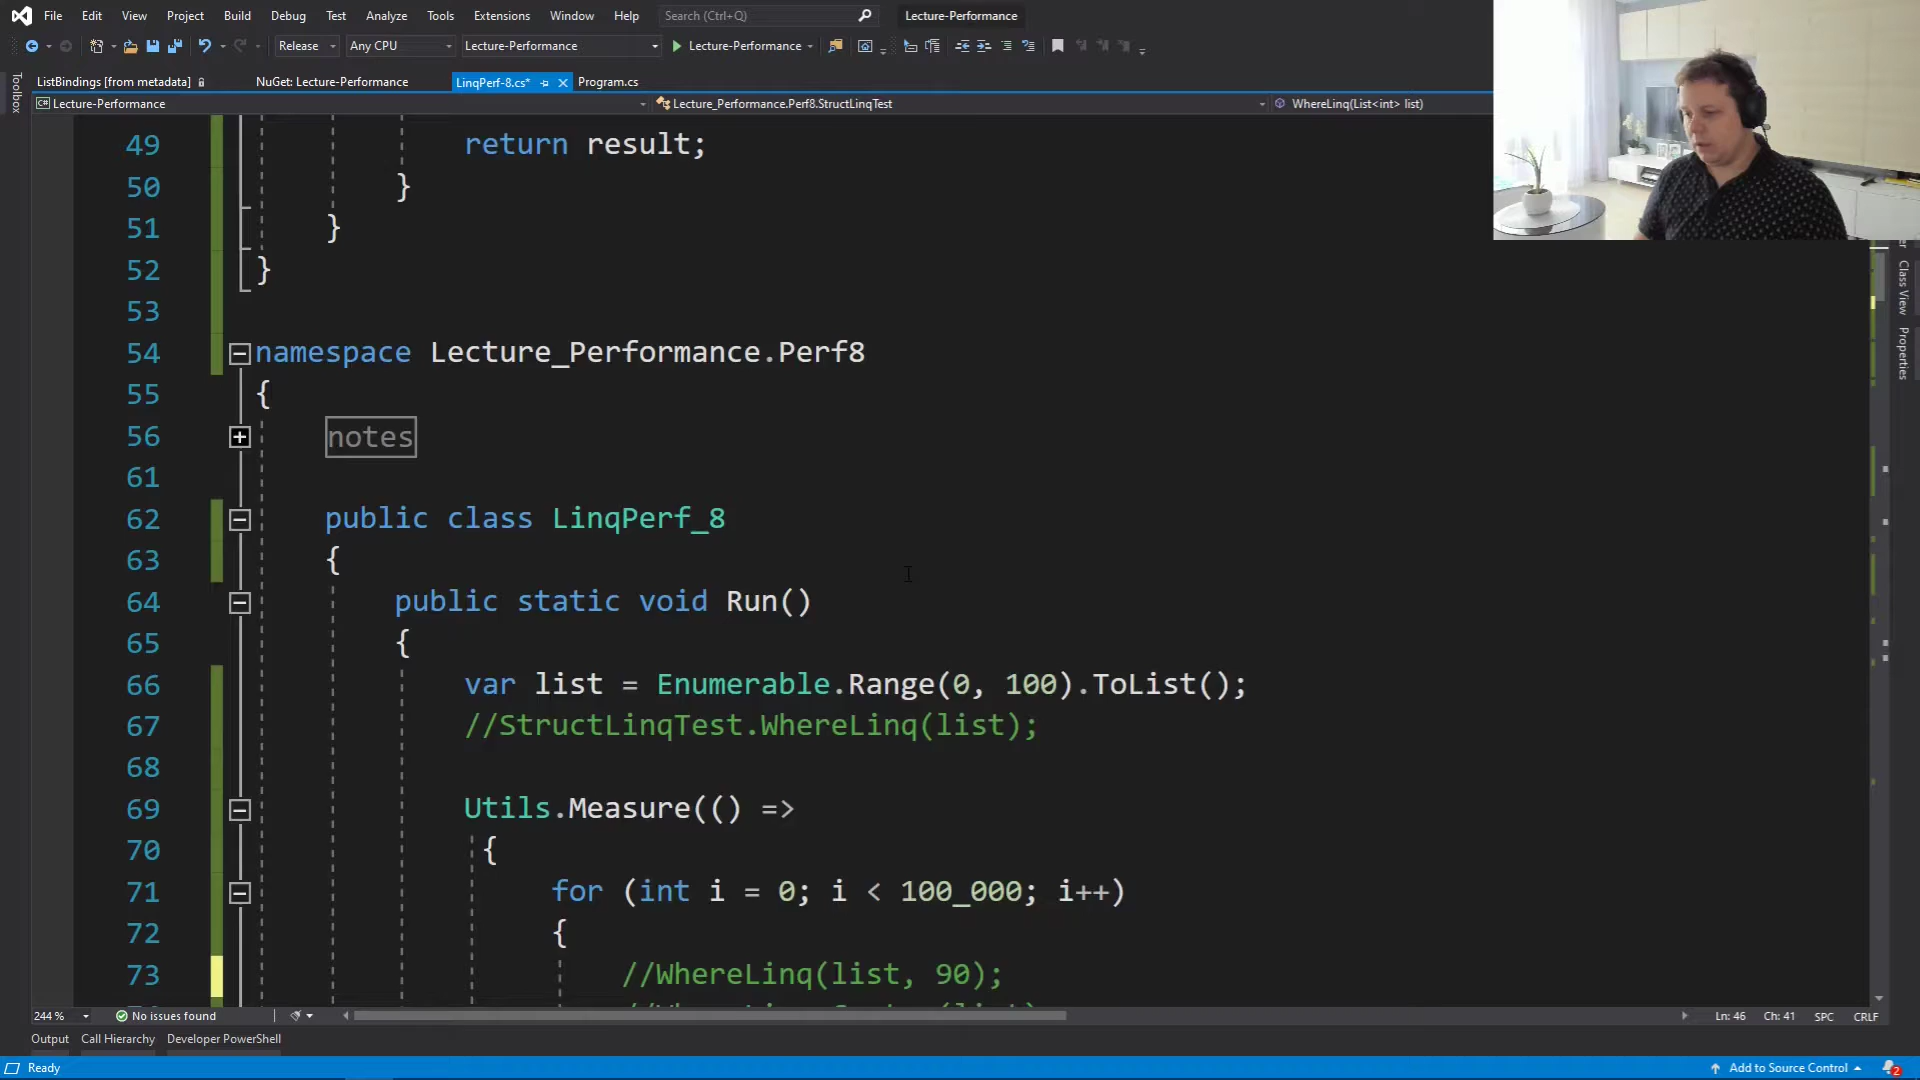 File Edit View Project Build Debug Test Analyze Tools Extensions Window Help Search (Ctrl+Q) Lecture-Performance
Release Any CPU Lecture-Performance Lecture-Performance
ListBindings [from metadata] NuGet: Lecture-Performance LinqPerf-8.cs* Program.cs
Toolbox
Lecture-Performance Lecture_Performance.Perf8.StructLinqTest WhereLinq(List<int> list)
Class View
Properties
49 return result;
50 }
51 }
52 }
53
54 namespace Lecture_Performance.Perf8
55 {
56 notes
61
62 public class LinqPerf_8
63 {
64 public static void Run()
65 {
66 var list = Enumerable.Range(0, 100).ToList();
67 //StructLinqTest.WhereLinq(list);
68
69 Utils.Measure(() =>
70 {
71 for (int i = 0; i < 100_000; i++)
72 {
73 //WhereLinq(list, 90);
244 % No issues found Ln: 46 Ch: 41 SPC CRLF
Output Call Hierarchy Developer PowerShell
Ready Add to Source Control 2